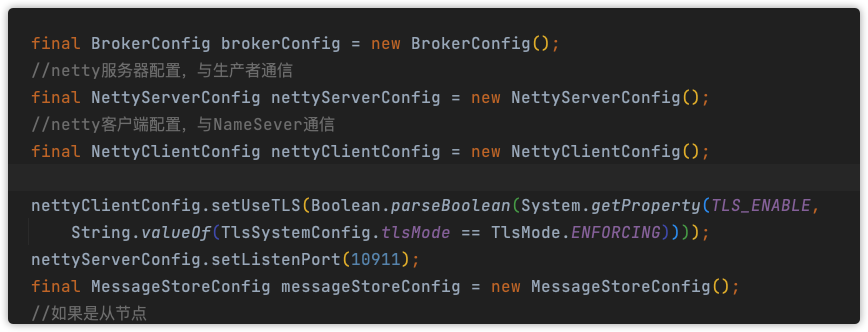 final BrokerConfig brokerConfig = new BrokerConfig();
//netty服务器配置，与生产者通信
final NettyServerConfig nettyServerConfig = new NettyServerConfig();
//netty客户端配置，与NameSever通信
final NettyClientConfig nettyClientConfig = new NettyClientConfig();
nettyClientConfig.setUseTLS(Boolean.parseBoolean(System.getProperty(TLS_ENABLE,
String.valueOf(TlsSystemConfig.tlsMode == TlsMode.ENFORCING))));
nettyServerConfig.setListenPort(10911);
final MessageStoreConfig messageStoreConfig = new MessageStoreConfig();
//如果是从节点